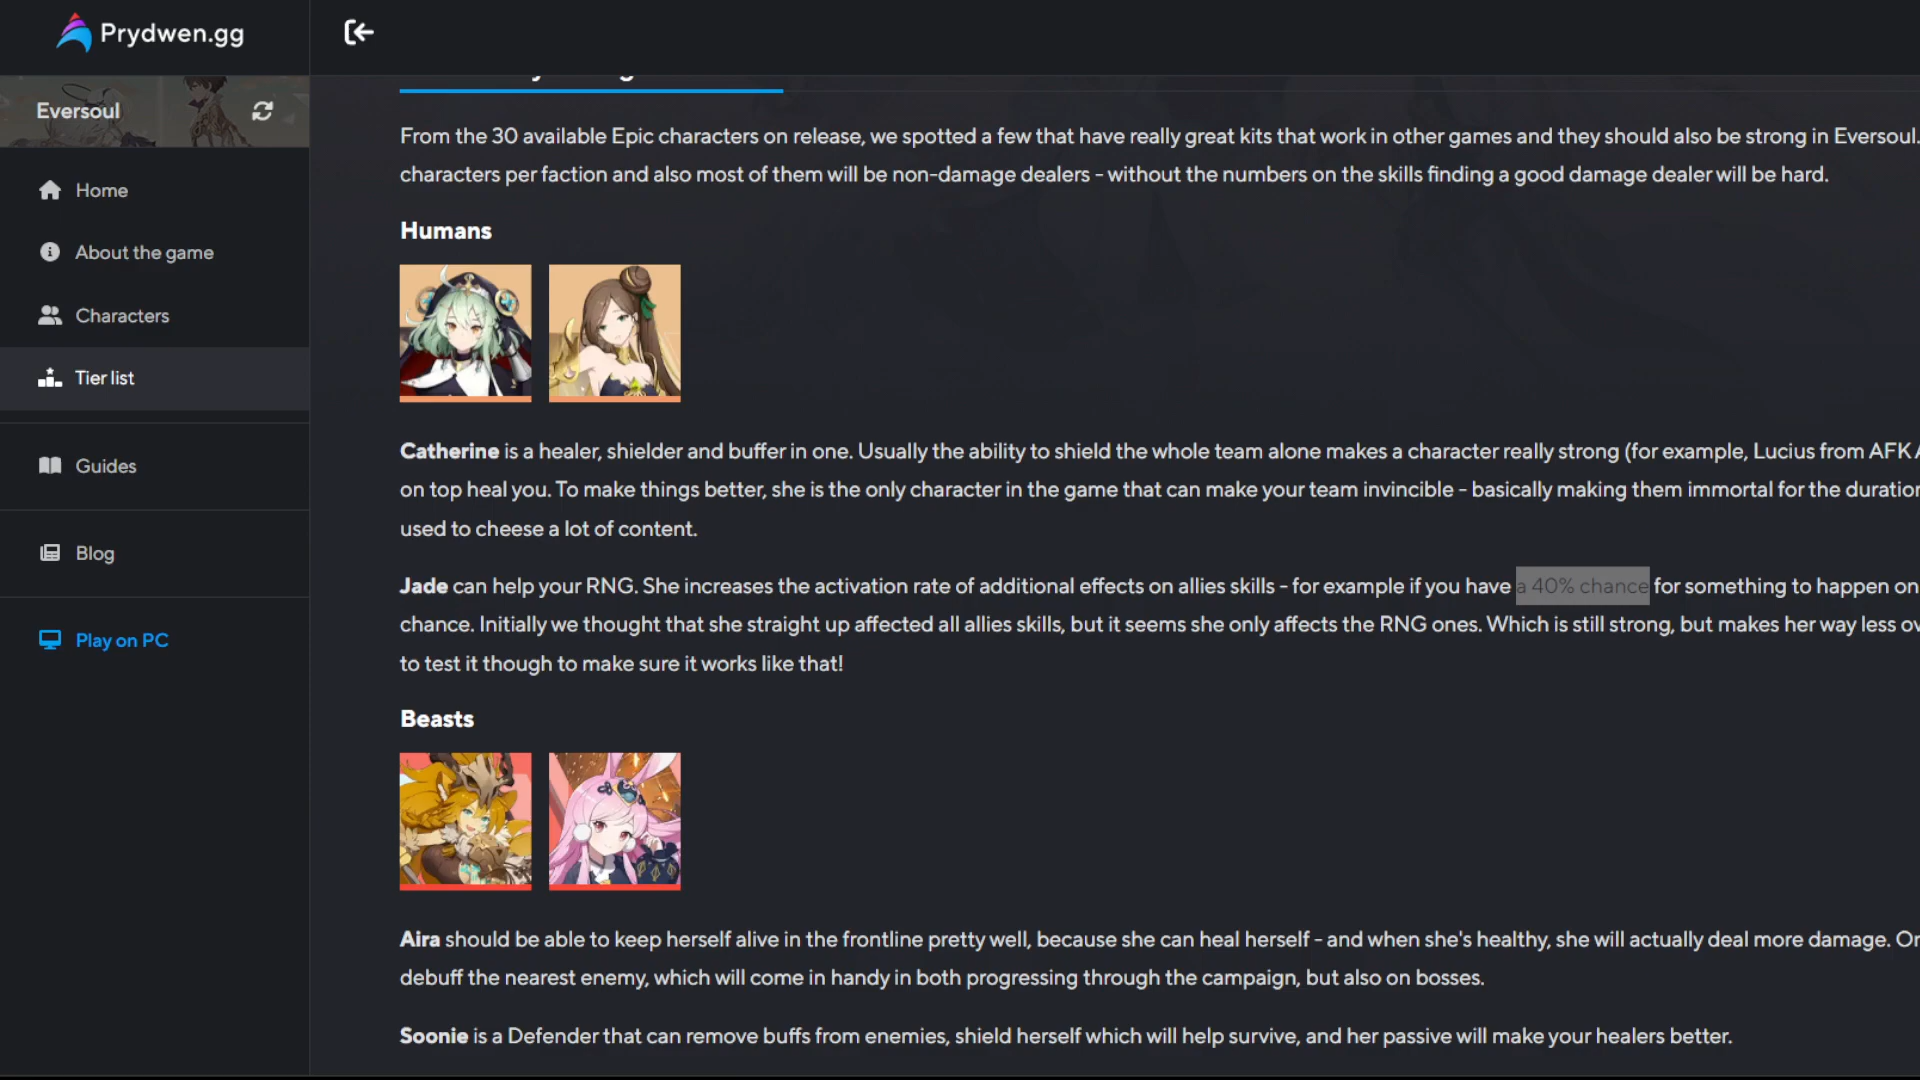 Prydwen.gg
Eversoul
Home
About the game
Characters
Tier list
Guides
Blog
Play on PC
From the 30 available Epic characters on release, we spotted a few that have really great kits that work in other games and they should also be strong in Eversoul.
characters per faction and also most of them will be non-damage dealers - without the numbers on the skills finding a good damage dealer will be hard.
Humans
Catherine is a healer, shielder and buffer in one. Usually the ability to shield the whole team alone makes a character really strong (for example, Lucius from AFK
on top heal you. To make things better, she is the only character in the game that can make your team invincible - basically making them immortal for the duration
used to cheese a lot of content.
Jade can help your RNG. She increases the activation rate of additional effects on allies skills - for example if you have a 40% chance for something to happen on
chance. Initially we thought that she straight up affected all allies skills, but it seems she only affects the RNG ones. Which is still strong, but makes her way less
to test it though to make sure it works like that!
Beasts
Aira should be able to keep herself alive in the frontline pretty well, because she can heal herself - and when she's healthy, she will actually deal more damage.
debuff the nearest enemy, which will come in handy in both progressing through the campaign, but also on bosses.
Soonie is a Defender that can remove buffs from enemies, shield herself which will help survive, and her passive will make your healers better.